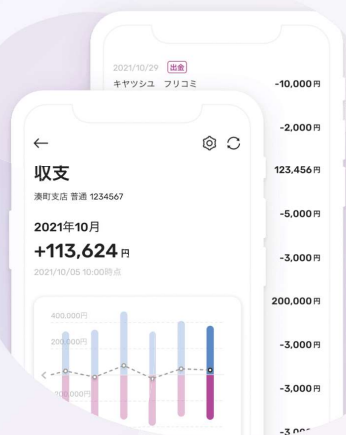 2021/10/29 出金
キヤツシユ フリコミ
-10,000円
-2,000円
123,456円
-5,000円
-3,000円
200,000円
-3,000円
-3,000円
収支
湊町支店 普通 1234567
2021年10月
+113,624円
2021/10/05 10:00時点
400,000円
200,000円